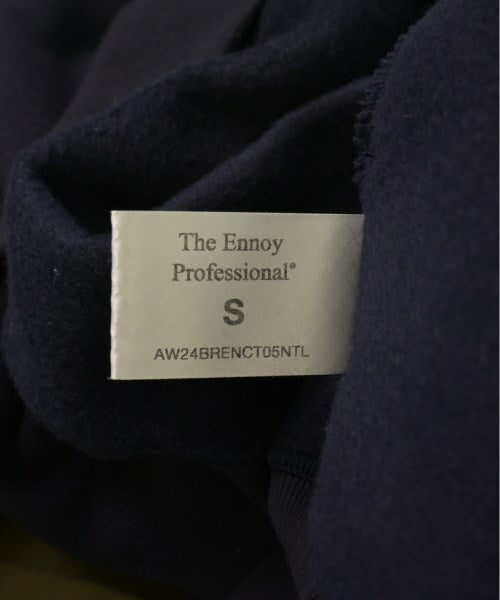 The Ennoy
Professional®
S
AW24BRENCT05NTL